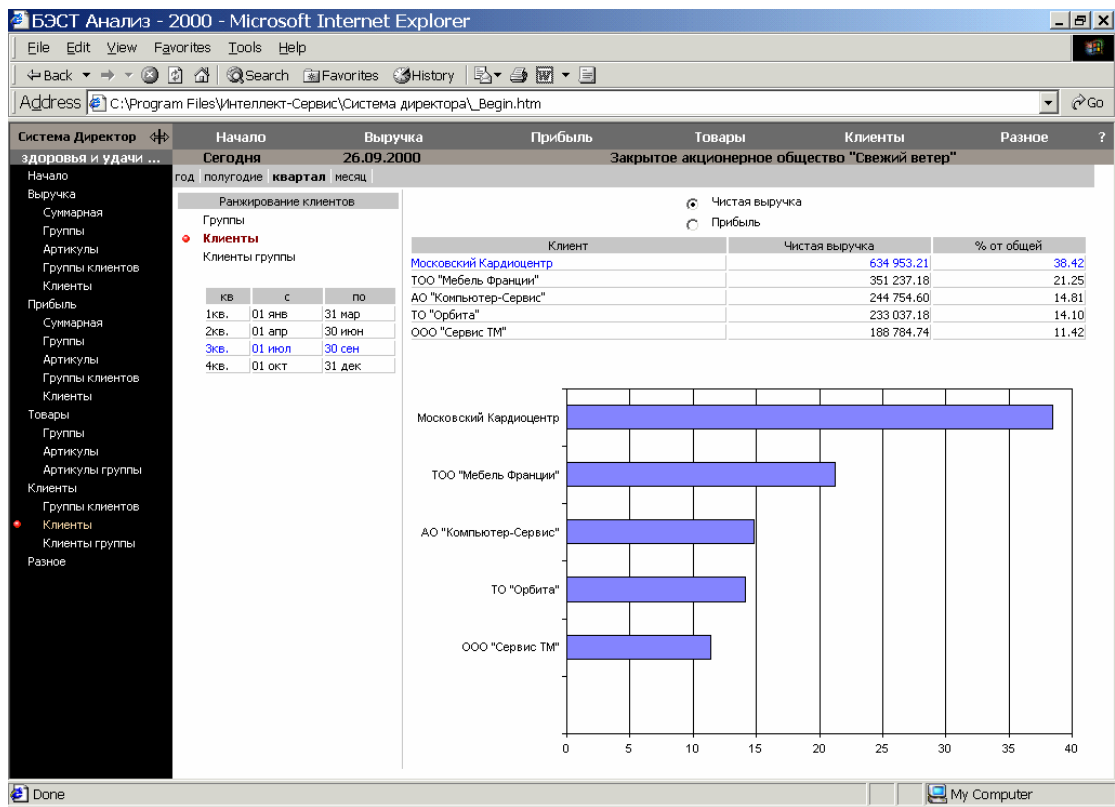 БЭСТ Анализ - 2000 - Microsoft Internet Explorer
File Edit View Favorites Tools Help
Back Search Favorites History
Address C:\Program Files\Интеллект-Сервис\Система директора\_Begin.htm Go
Система Директор Начало Выручка Прибыль Товары Клиенты Разное ?
здоровья и удачи ... Сегодня 26.09.2000 Закрытое акционерное общество "Свежий ветер"
Начало
Выручка
Суммарная
Группы
Артикулы
Группы клиентов
Клиенты
Прибыль
Суммарная
Группы
Артикулы
Группы клиентов
Клиенты
Товары
Группы
Артикулы
Артикулы группы
Клиенты
Группы клиентов
Клиенты
Клиенты группы
Разное
год полугодие квартал месяц
Ранжирование клиентов
Группы
Клиенты
Клиенты группы
кв с по
1кв. 01 янв 31 мар
2кв. 01 апр 30 июн
3кв. 01 июл 30 сен
4кв. 01 окт 31 дек
Чистая выручка
Прибыль
Клиент Чистая выручка % от общей
Московский Кардиоцентр 634 953.21 38.42
ТОО "Мебель Франции" 351 237.18 21.25
АО "Компьютер-Сервис" 244 754.60 14.81
ТО "Орбита" 233 037.18 14.10
ООО "Сервис ТМ" 188 784.74 11.42
Московский Кардиоцентр
ТОО "Мебель Франции"
АО "Компьютер-Сервис"
ТО "Орбита"
ООО "Сервис ТМ"
0 5 10 15 20 25 30 35 40
Done My Computer